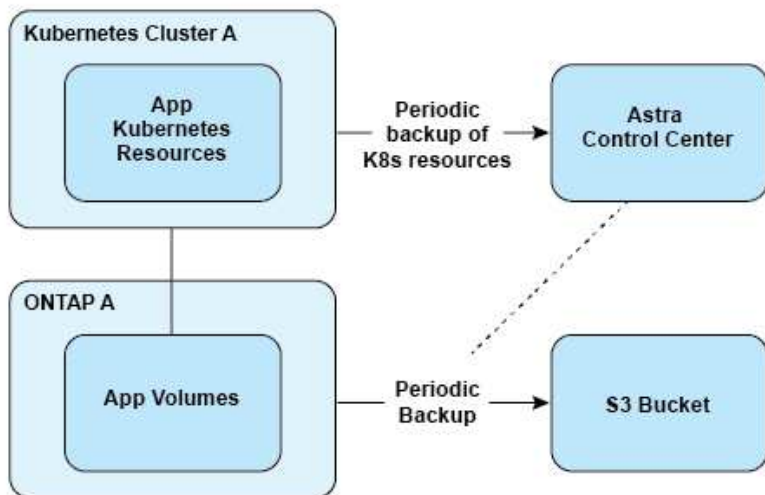 Kubernetes Cluster A
App
Kubernetes
Resources
Periodic
backup of
K8s resources
Astra
Control Center
ONTAP A
App Volumes
Periodic
Backup
S3 Bucket